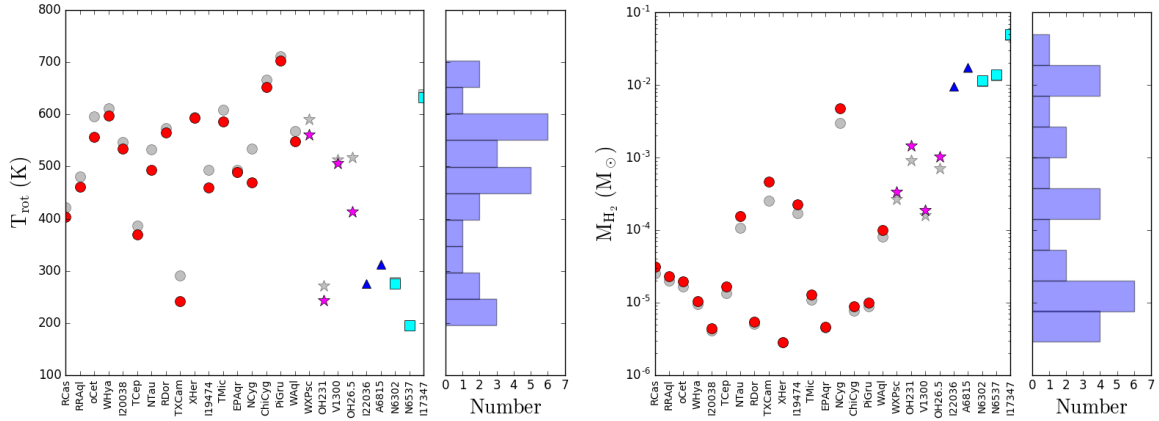 800
700
600
500
400
300
200
100
T_rot (K)
RCas
RRAql
oCet
WHya
I20038
TCep
NTau
RDor
TXCam
XHer
I19474
TMic
EPAqr
NCyg
ChiCyg
PiGru
WAql
WXPsc
OH231
V1300
OH26.5
I22036
A6815
N6302
N6537
I17347
0 1 2 3 4 5 6 7
Number
10^-1
10^-2
10^-3
10^-4
10^-5
10^-6
M_H_2 (M_⊙)
RCas
RRAql
oCet
WHya
I20038
TCep
NTau
RDor
TXCam
XHer
I19474
TMic
EPAqr
NCyg
ChiCyg
PiGru
WAql
WXPsc
OH231
V1300
OH26.5
I22036
A6815
N6302
N6537
I17347
0 1 2 3 4 5 6 7
Number